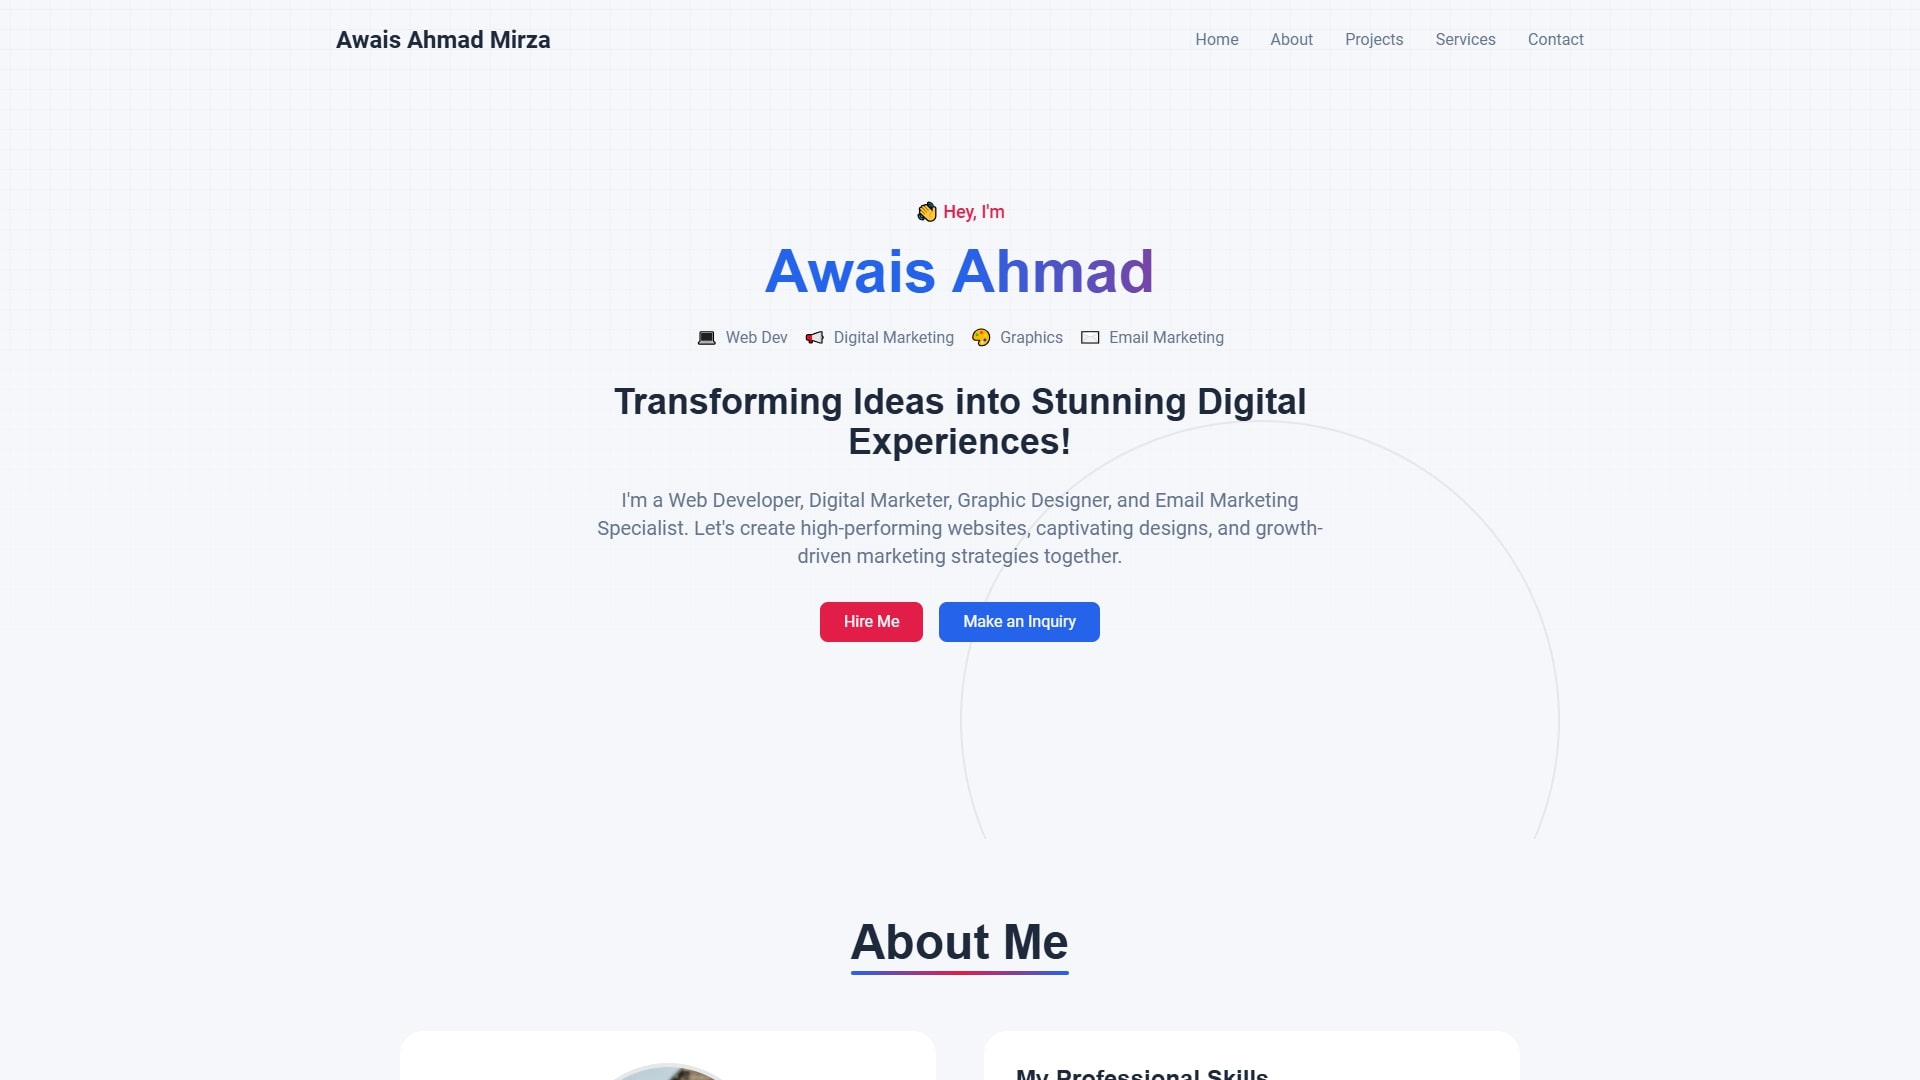 Awais Ahmad Mirza
Home About Projects Services Contact
Hey, I'm
Awais Ahmad
Web Dev Digital Marketing Graphics Email Marketing
Transforming Ideas into Stunning Digital
Experiences!
I'm a Web Developer, Digital Marketer, Graphic Designer, and Email Marketing
Specialist. Let's create high-performing websites, captivating designs, and growth-
driven marketing strategies together.
Hire Me Make an Inquiry
About Me
My Professional Skills